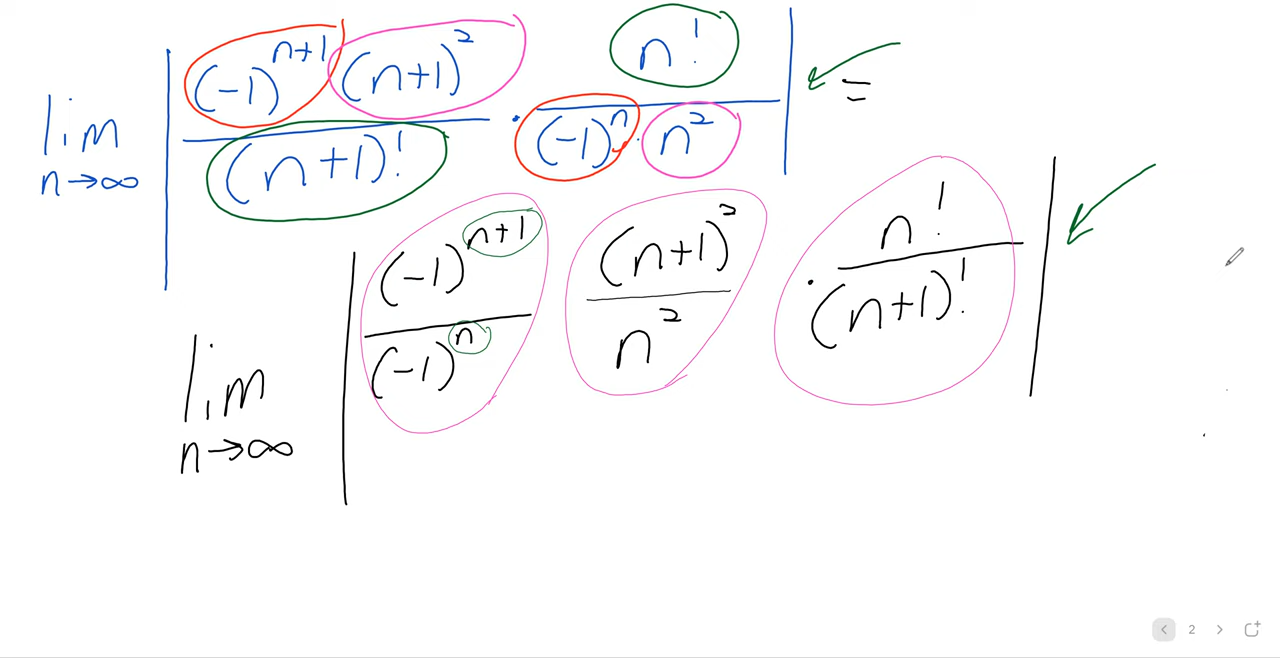 lim n→∞ | (-1)^(n+1) (n+1)^2 / (n+1)! · n! / (-1)^n · n^2 | =
lim n→∞ | (-1)^(n+1) / (-1)^n (n+1)^2 / n^2 · n! / (n+1)! |
2